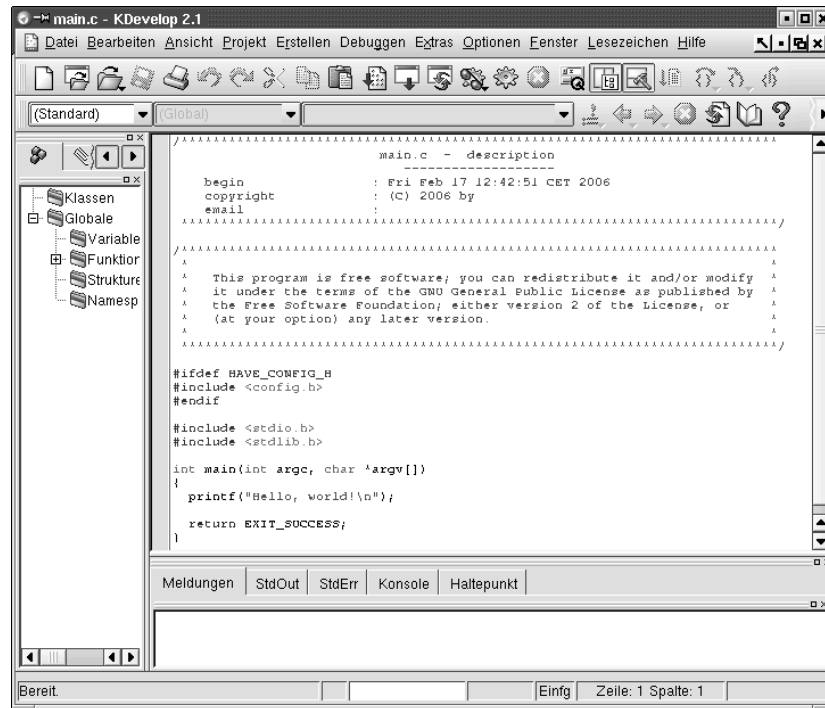 main.c - KDevelop 2.1
Datei Bearbeiten Ansicht Projekt Erstellen Debuggen Extras Optionen Fenster Lesezeichen Hilfe
(Standard) (Global)
Klassen
Globale
Variable
Funktion
Strukture
Namesp
/***************************************************************************
main.c - description
-------------------
begin : Fri Feb 17 12:42:51 CET 2006
copyright : (C) 2006 by
email :
***************************************************************************/
/***************************************************************************
* *
* This program is free software; you can redistribute it and/or modify *
* it under the terms of the GNU General Public License as published by *
* the Free Software Foundation; either version 2 of the License, or *
* (at your option) any later version. *
* *
***************************************************************************/
#ifdef HAVE_CONFIG_H
#include <config.h>
#endif
#include <stdio.h>
#include <stdlib.h>
int main(int argc, char *argv[])
{
printf("Hello, world!\n");
return EXIT_SUCCESS;
}
Meldungen StdOut StdErr Konsole Haltepunkt
Bereit. Einfg Zeile: 1 Spalte: 1